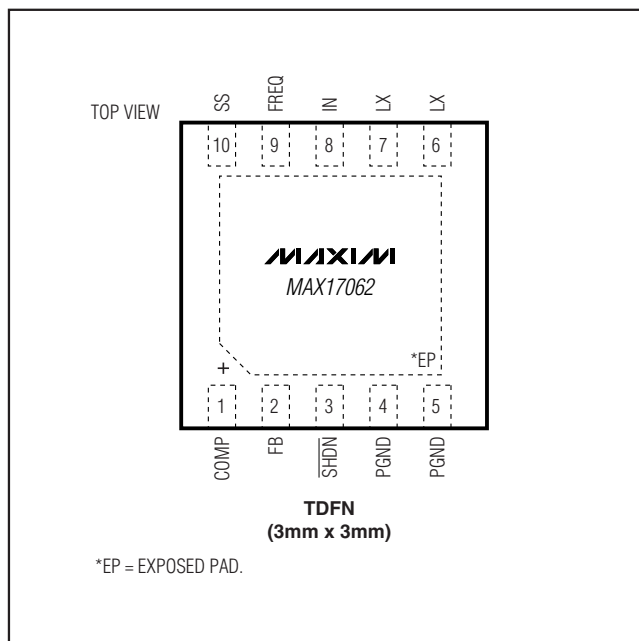 TOP VIEW
SS
FREQ
IN
LX
LX
10
9
8
7
6
MAXIM
MAX17062
*EP
+
1
2
3
4
5
COMP
FB
SHDN
PGND
PGND
TDFN
(3mm x 3mm)
*EP = EXPOSED PAD.